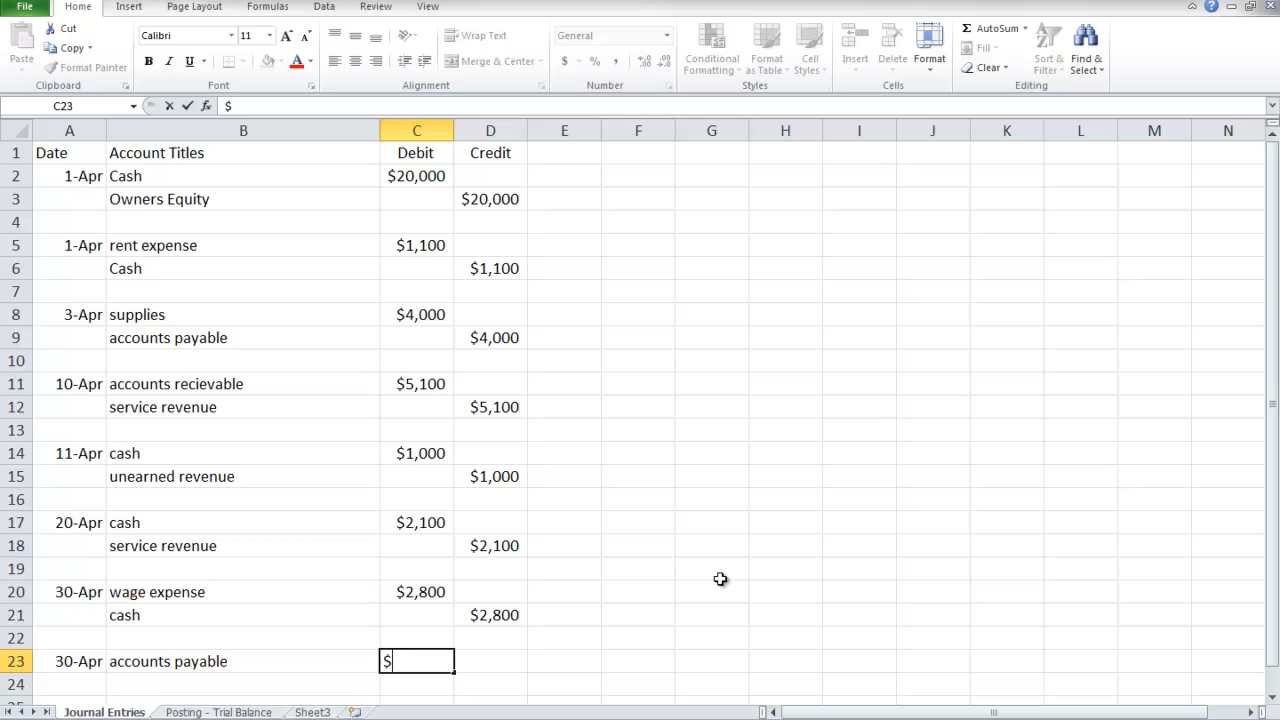 File Home Insert Page Layout Formulas Data Review View
Cut Calibri 11 A A Wrap Text General AutoSum
Copy Fill
Paste Format Painter B I U A Merge & Center $ % , Conditional Formatting Format as Table Cell Styles Insert Delete Format Clear Sort & Filter Find & Select
Clipboard Font Alignment Number Styles Cells Editing
C23 fx $
A B C D E F G H I J K L M N
1 Date Account Titles Debit Credit
2 1-Apr Cash $20,000
3 Owners Equity $20,000
4
5 1-Apr rent expense $1,100
6 Cash $1,100
7
8 3-Apr supplies $4,000
9 accounts payable $4,000
10
11 10-Apr accounts recievable $5,100
12 service revenue $5,100
13
14 11-Apr cash $1,000
15 unearned revenue $1,000
16
17 20-Apr cash $2,100
18 service revenue $2,100
19
20 30-Apr wage expense $2,800
21 cash $2,800
22
23 30-Apr accounts payable $
24
Journal Entries Posting - Trial Balance Sheet3